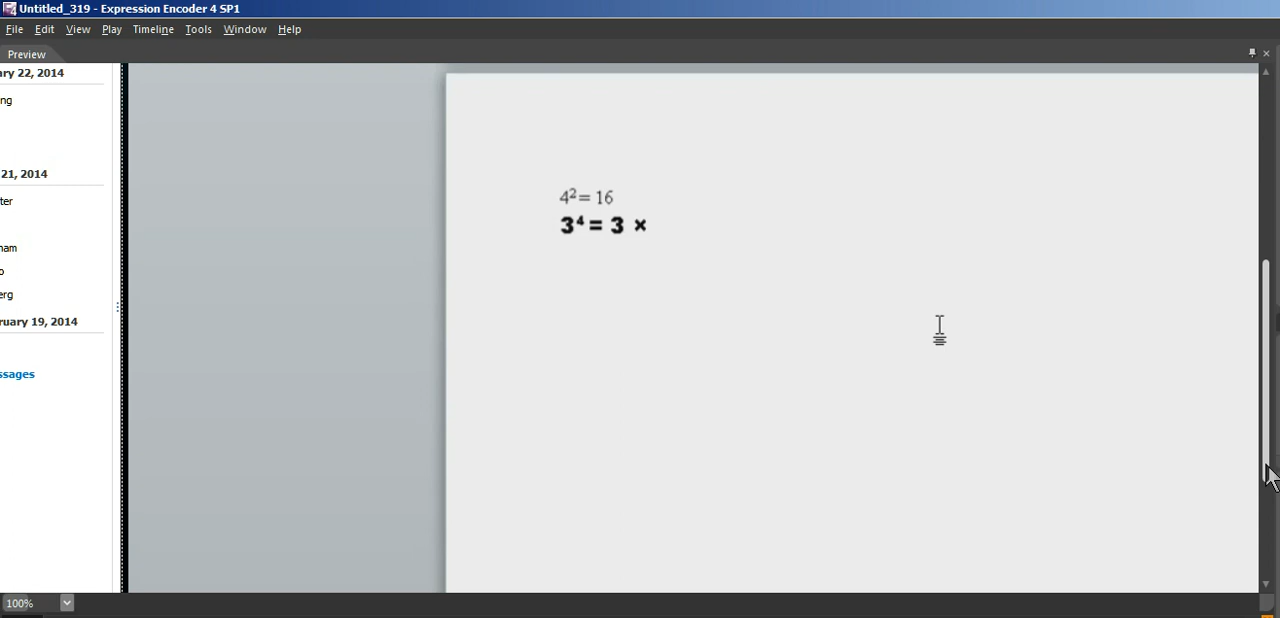 Untitled_319 - Expression Encoder 4 SP1
File Edit View Play Timeline Tools Window Help
Preview
ary 22, 2014
ng
21, 2014
ter
nam
o
erg
ruary 19, 2014
ssages
4²= 16
3⁴ = 3 ×
100%